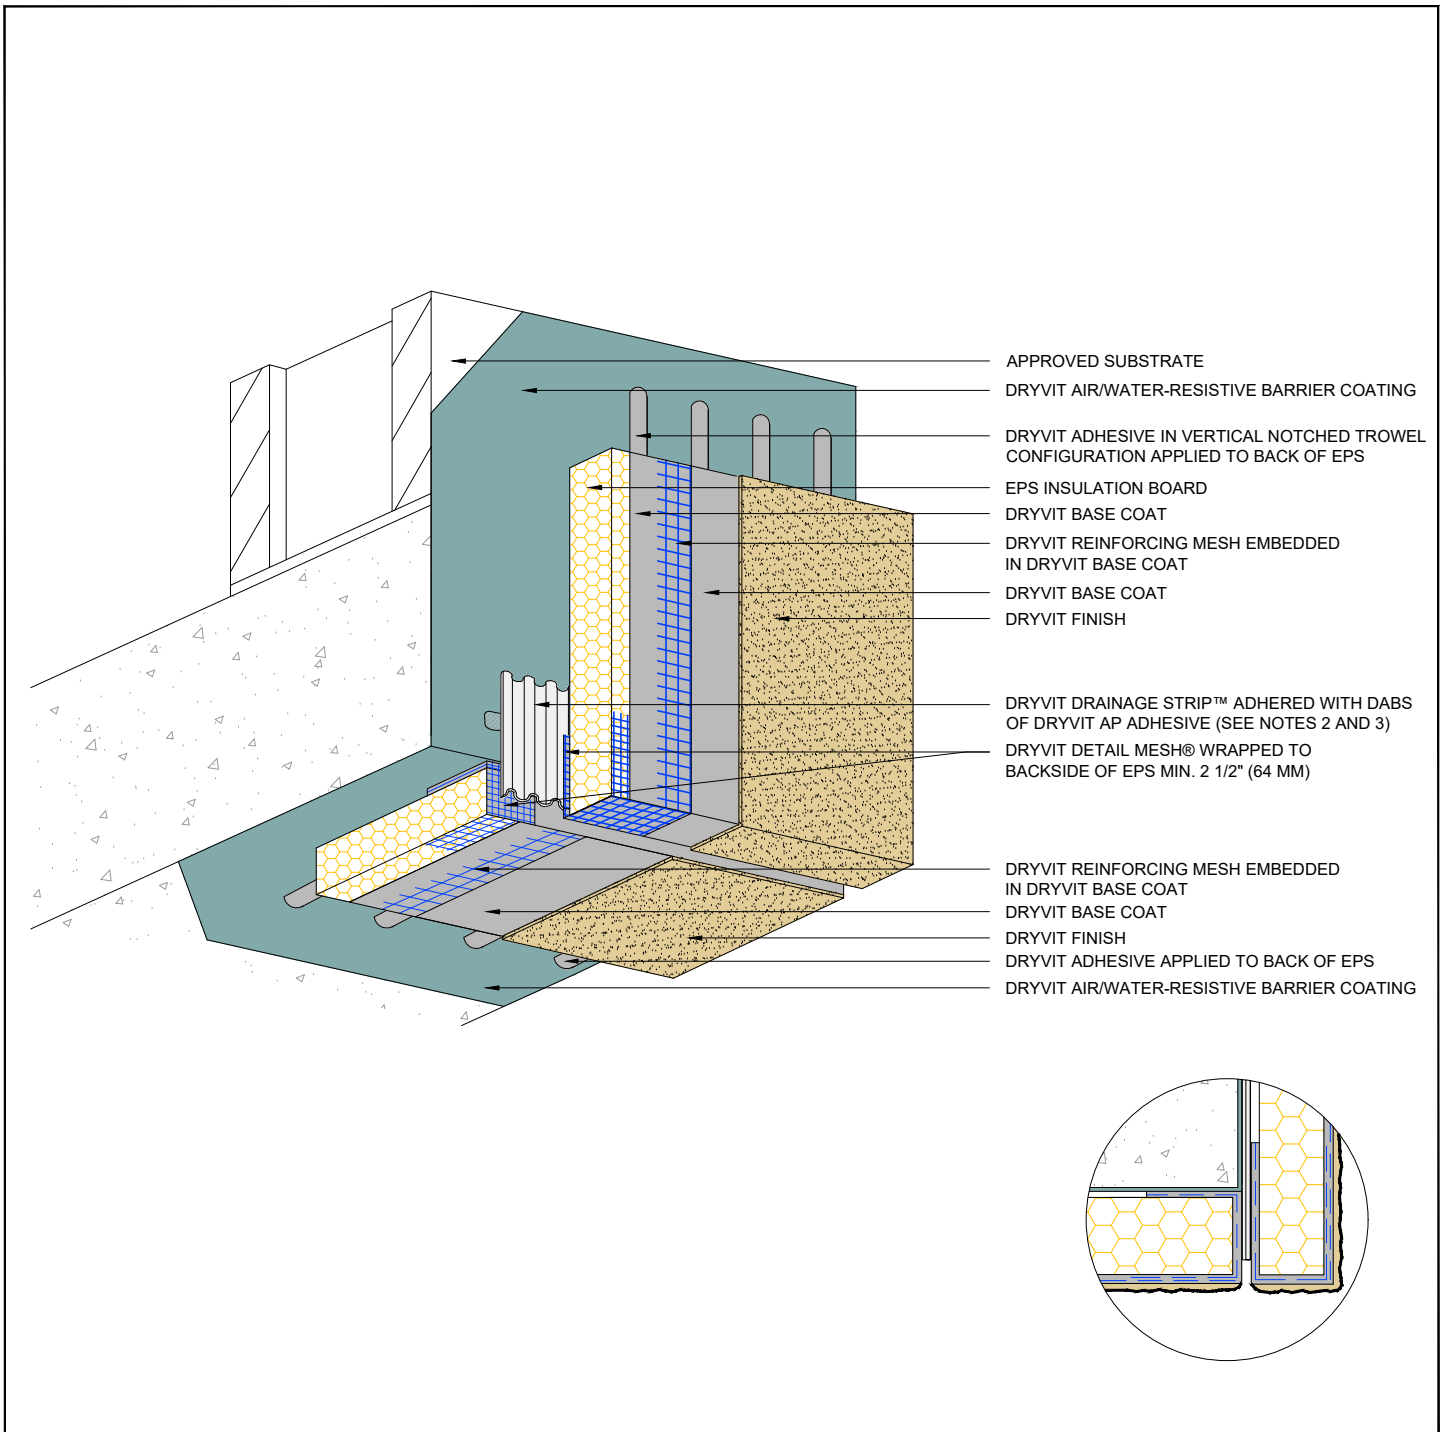 APPROVED SUBSTRATE
DRYVIT AIR/WATER-RESISTIVE BARRIER COATING
DRYVIT ADHESIVE IN VERTICAL NOTCHED TROWEL
CONFIGURATION APPLIED TO BACK OF EPS
EPS INSULATION BOARD
DRYVIT BASE COAT
DRYVIT REINFORCING MESH EMBEDDED
IN DRYVIT BASE COAT
DRYVIT BASE COAT
DRYVIT FINISH
DRYVIT DRAINAGE STRIP™ ADHERED WITH DABS
OF DRYVIT AP ADHESIVE (SEE NOTES 2 AND 3)
DRYVIT DETAIL MESH® WRAPPED TO
BACKSIDE OF EPS MIN. 2 1/2" (64 MM)
DRYVIT REINFORCING MESH EMBEDDED
IN DRYVIT BASE COAT
DRYVIT BASE COAT
DRYVIT FINISH
DRYVIT ADHESIVE APPLIED TO BACK OF EPS
DRYVIT AIR/WATER-RESISTIVE BARRIER COATING